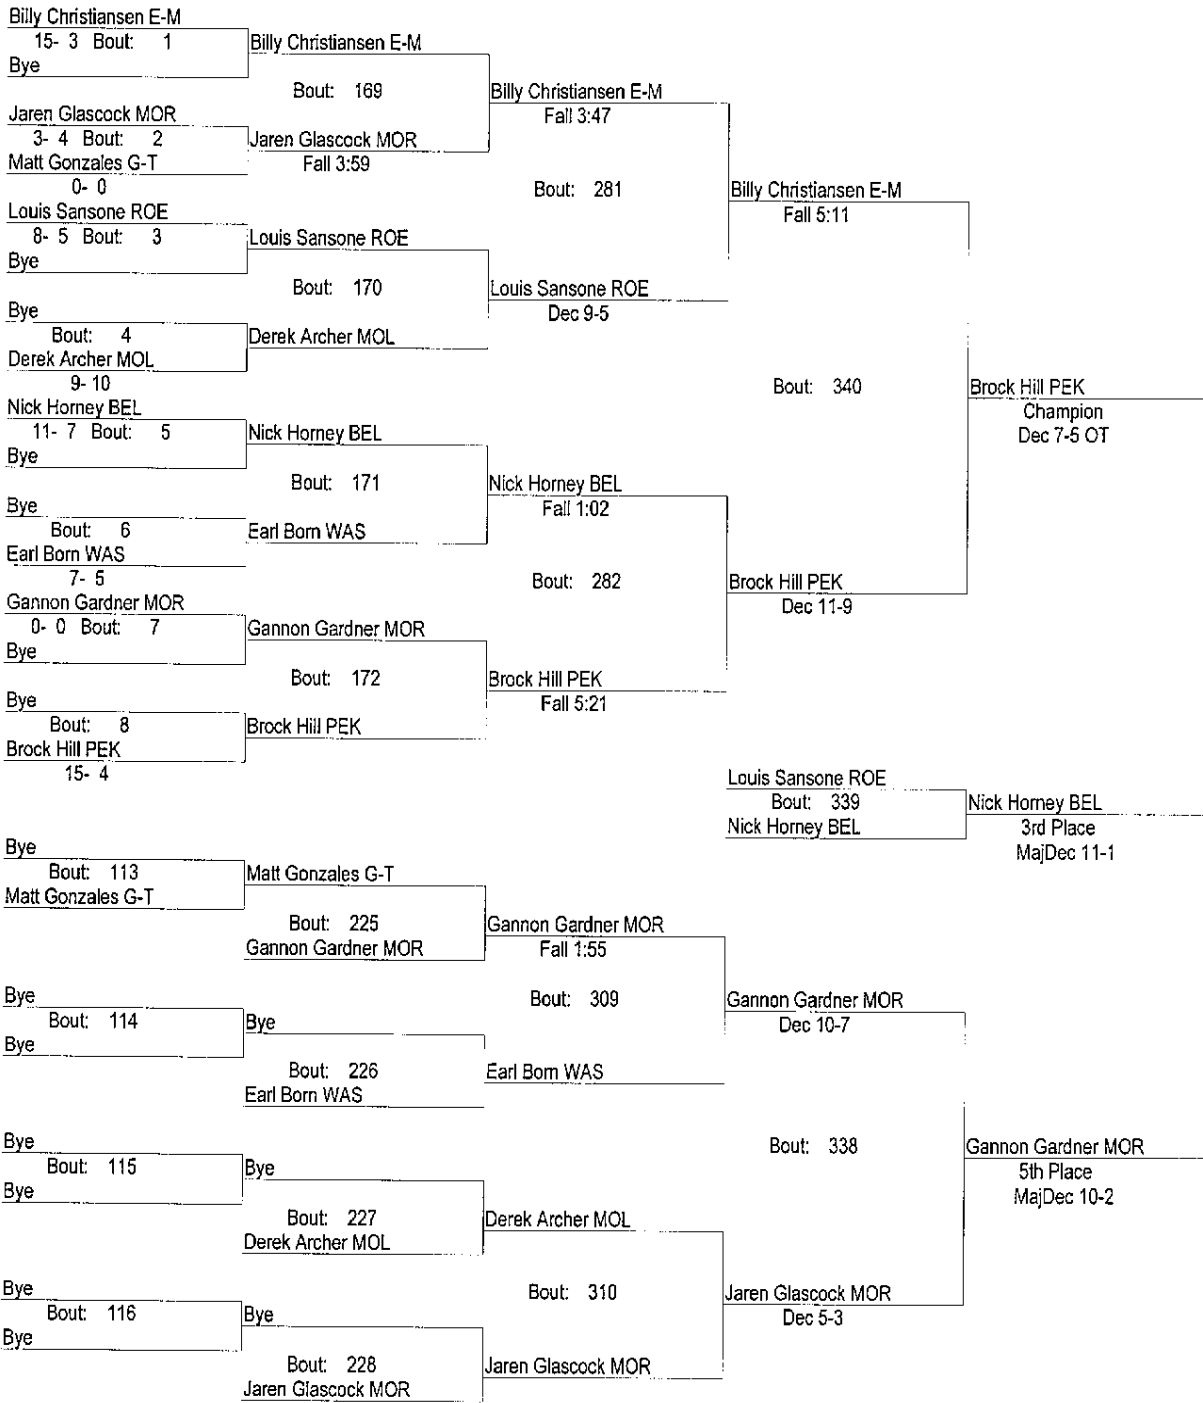 Billy Christiansen E-M
15- 3 Bout: 1
Bye
Billy Christiansen E-M
Bout: 169
Jaren Glascock MOR
3- 4 Bout: 2
Matt Gonzales G-T
0- 0
Jaren Glascock MOR
Fall 3:59
Billy Christiansen E-M
Fall 3:47
Bout: 281
Louis Sansone ROE
8- 5 Bout: 3
Bye
Louis Sansone ROE
Bout: 170
Bye
Bout: 4
Derek Archer MOL
9- 10
Derek Archer MOL
Louis Sansone ROE
Dec 9-5
Billy Christiansen E-M
Fall 5:11
Bout: 340
Nick Horney BEL
11- 7 Bout: 5
Bye
Nick Horney BEL
Bout: 171
Bye
Bout: 6
Earl Born WAS
7- 5
Earl Born WAS
Nick Horney BEL
Fall 1:02
Bout: 282
Gannon Gardner MOR
0- 0 Bout: 7
Bye
Gannon Gardner MOR
Bout: 172
Bye
Bout: 8
Brock Hill PEK
15- 4
Brock Hill PEK
Brock Hill PEK
Fall 5:21
Brock Hill PEK
Dec 11-9
Brock Hill PEK
Champion
Dec 7-5 OT
Louis Sansone ROE
Bout: 339
Nick Horney BEL
Nick Horney BEL
3rd Place
MajDec 11-1
Bye
Bout: 113
Matt Gonzales G-T
Matt Gonzales G-T
Bout: 225
Gannon Gardner MOR
Gannon Gardner MOR
Fall 1:55
Bout: 309
Bye
Bout: 114
Bye
Bye
Bout: 226
Earl Born WAS
Earl Born WAS
Gannon Gardner MOR
Dec 10-7
Bout: 338
Bye
Bout: 115
Bye
Bye
Bout: 227
Derek Archer MOL
Derek Archer MOL
Bout: 310
Bye
Bout: 116
Bye
Bye
Bout: 228
Jaren Glascock MOR
Jaren Glascock MOR
Jaren Glascock MOR
Dec 5-3
Gannon Gardner MOR
5th Place
MajDec 10-2